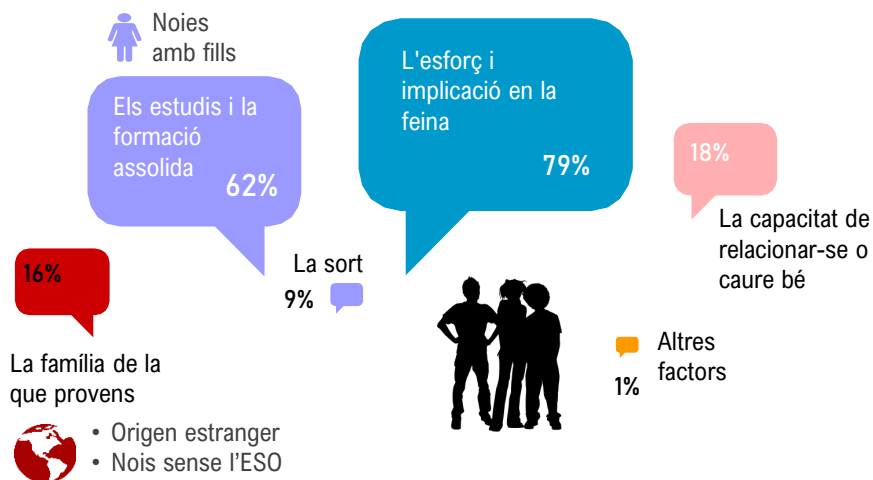 Noies
amb fills
Els estudis i la
formació
assolida
62%
L'esforç i
implicació en la
feina
79%
18%
La capacitat de
relacionar-se o
caure bé
16%
La família de la
que provens
• Origen estranger
• Nois sense l’ESO
La sort
9%
Altres
factors
1%